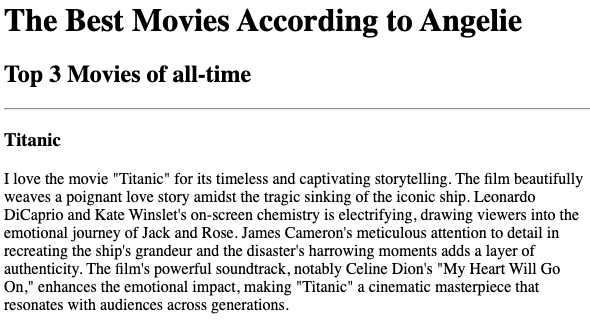 The Best Movies According to Angelie
Top 3 Movies of all-time
Titanic
I love the movie "Titanic" for its timeless and captivating storytelling. The film beautifully
weaves a poignant love story amidst the tragic sinking of the iconic ship. Leonardo
DiCaprio and Kate Winslet's on-screen chemistry is electrifying, drawing viewers into the
emotional journey of Jack and Rose. James Cameron's meticulous attention to detail in
recreating the ship's grandeur and the disaster's harrowing moments adds a layer of
authenticity. The film's powerful soundtrack, notably Celine Dion's "My Heart Will Go
On," enhances the emotional impact, making "Titanic" a cinematic masterpiece that
resonates with audiences across generations.